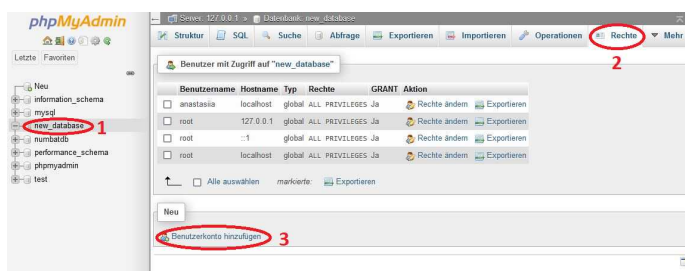 phpMyAdmin
Letzte Favoriten
Neu
information_schema
mysql
new_database 1
numbatdb
performance_schema
phpmyadmin
test
Server: 127.0.0.1 » Datenbank: new_database
Struktur SQL Suche Abfrage Exportieren Importieren Operationen Rechte Mehr
2
Benutzer mit Zugriff auf "new_database"
Benutzername Hostname Typ Rechte GRANT Aktion
anastasiia localhost global ALL PRIVILEGES Ja Rechte ändern Exportieren
root 127.0.0.1 global ALL PRIVILEGES Ja Rechte ändern Exportieren
root ::1 global ALL PRIVILEGES Ja Rechte ändern Exportieren
root localhost global ALL PRIVILEGES Ja Rechte ändern Exportieren
Alle auswählen markierte: Exportieren
Neu
Benutzerkonto hinzufügen 3